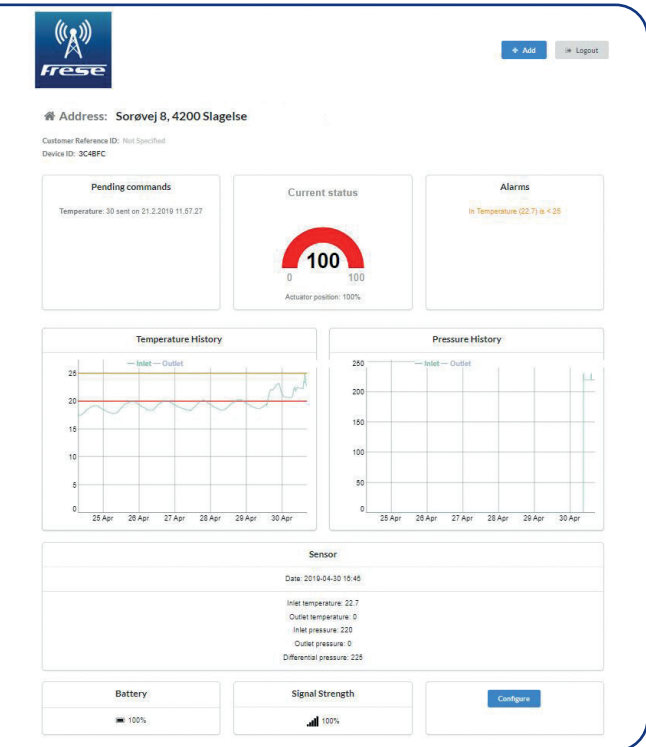 Frese
Add
Logout
Address: Sorøvej 8, 4200 Slagelse
Customer Reference ID: Not Specified
Device ID: 3C4BFC
Pending commands
Temperature: 30 sent on 21.2.2019 11.57.27
Current status
100
0 100
Actuator position: 100%
Alarms
In Temperature (22.7) is < 25
Temperature History
Inlet Outlet
25
20
15
10
5
0
25 Apr 26 Apr 27 Apr 28 Apr 29 Apr 30 Apr
Pressure History
Inlet Outlet
250
200
150
100
50
0
25 Apr 26 Apr 27 Apr 28 Apr 29 Apr 30 Apr
Sensor
Date: 2019-04-30 16:46
Inlet temperature: 22.7
Outlet temperature: 0
Inlet pressure: 220
Outlet pressure: 0
Differential pressure: 225
Battery
100%
Signal Strength
100%
Configure